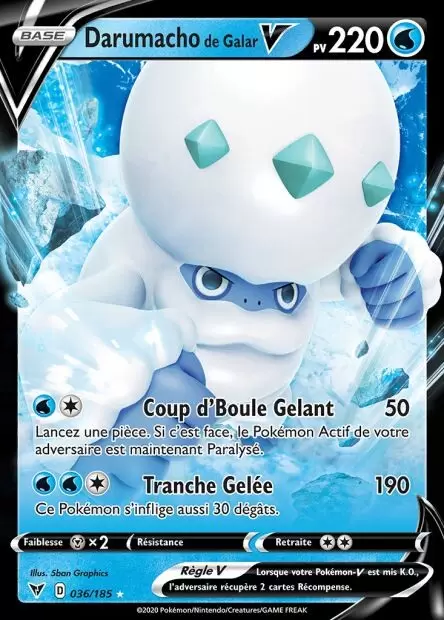 BASE Darumacho de Galar V PV 220
Coup d'Boule Gelant 50
Lancez une pièce. Si c'est face, le Pokémon Actif de votre
adversaire est maintenant Paralysé.
Tranche Gelée 190
Ce Pokémon s'inflige aussi 30 dégâts.
Faiblesse ×2 Résistance Retraite
Illus. 5ban Graphics
Règle V Lorsque votre Pokémon-V est mis K.O.,
l'adversaire récupère 2 cartes Récompense.
D 036/185
©2020 Pokémon/Nintendo/Creatures/GAME FREAK